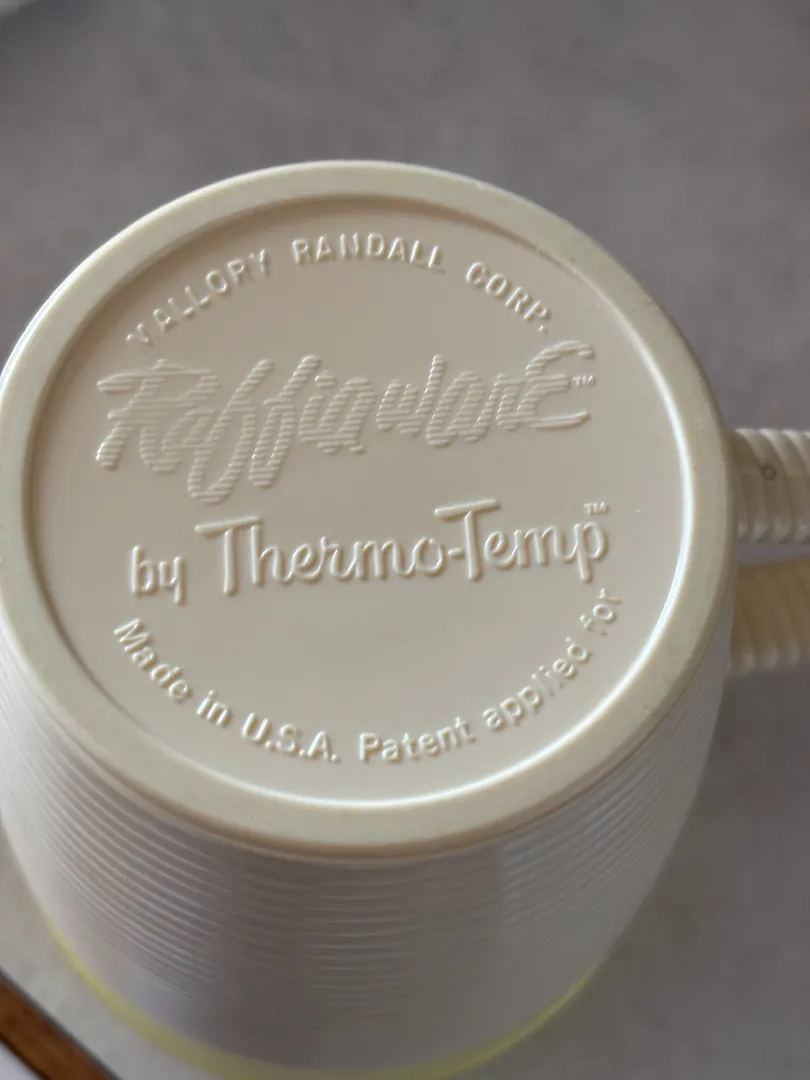 VALLORY RANDALL CORP.
RaffiawarE™
by Thermo-Temp™
Made in U.S.A. Patent applied for